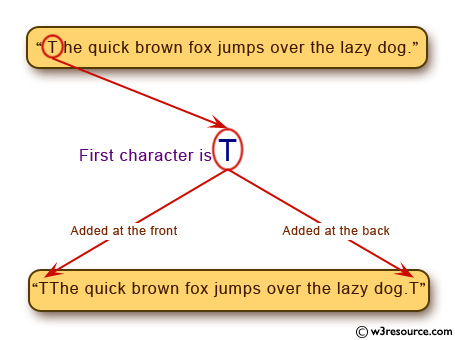 “ The quick brown fox jumps over the lazy dog.”
First character is T
Added at the front
Added at the back
“TThe quick brown fox jumps over the lazy dog.T”
© w3resource.com